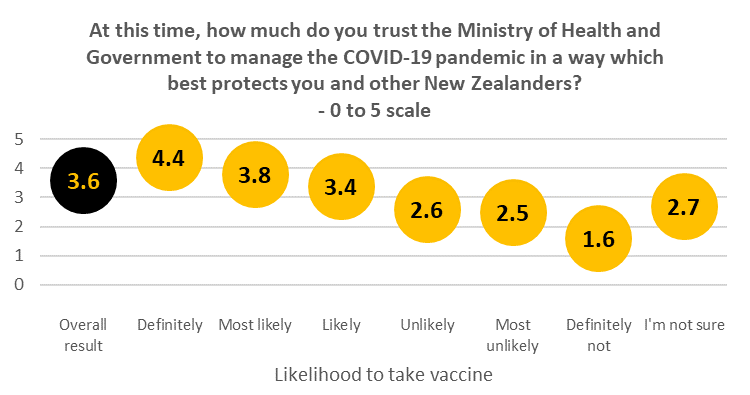 At this time, how much do you trust the Ministry of Health and
Government to manage the COVID-19 pandemic in a way which
best protects you and other New Zealanders?
- 0 to 5 scale
5
4
3
2
1
0
3.6
4.4
3.8
3.4
2.6
2.5
1.6
2.7
Overall
result
Definitely
Most likely
Likely
Unlikely
Most
unlikely
Definitely
not
I'm not sure
Likelihood to take vaccine